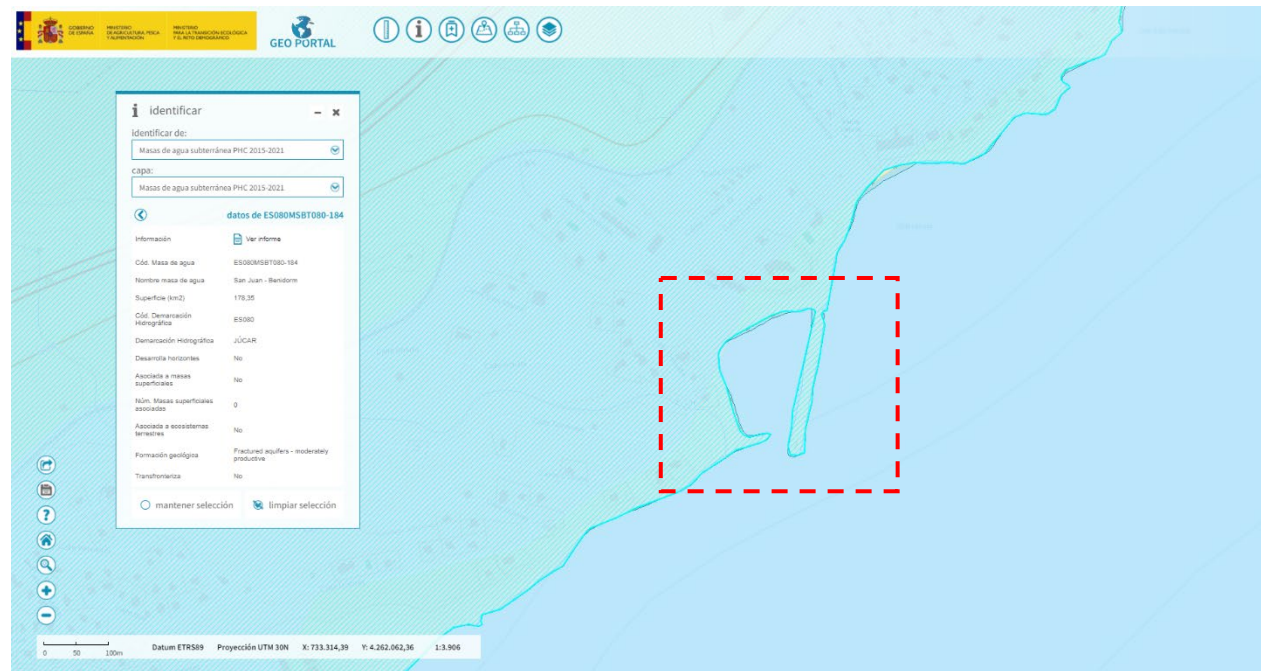 GOBIERNO
DE ESPAÑA
MINISTERIO
DE AGRICULTURA, PESCA
Y ALIMENTACIÓN
MINISTERIO
PARA LA TRANSICIÓN ECOLÓGICA
Y EL RETO DEMOGRÁFICO
GEO PORTAL
i identificar
identificar de:
Masas de agua subterránea PHC 2015-2021
capa:
Masas de agua subterránea PHC 2015-2021
datos de ES080MSBT080-184
Información Ver informe
Cód. Masa de agua ES080MSBT080-184
Nombre masa de agua San Juan - Benidorm
Superficie (km2) 178,35
Cód. Demarcación
Hidrográfica ES080
Demarcación Hidrográfica JÚCAR
Desarrolla horizontes No
Asociada a masas
superficiales No
Núm. Masas superficiales
asociadas 0
Asociada a ecosistemas
terrestres No
Formación geológica Fractured aquifers - moderately
productive
Transfronteriza No
mantener selección limpiar selección
0 50 100m Datum ETRS89 Proyección UTM 30N X: 733.314,39 Y: 4.262.062,36 1:3.906